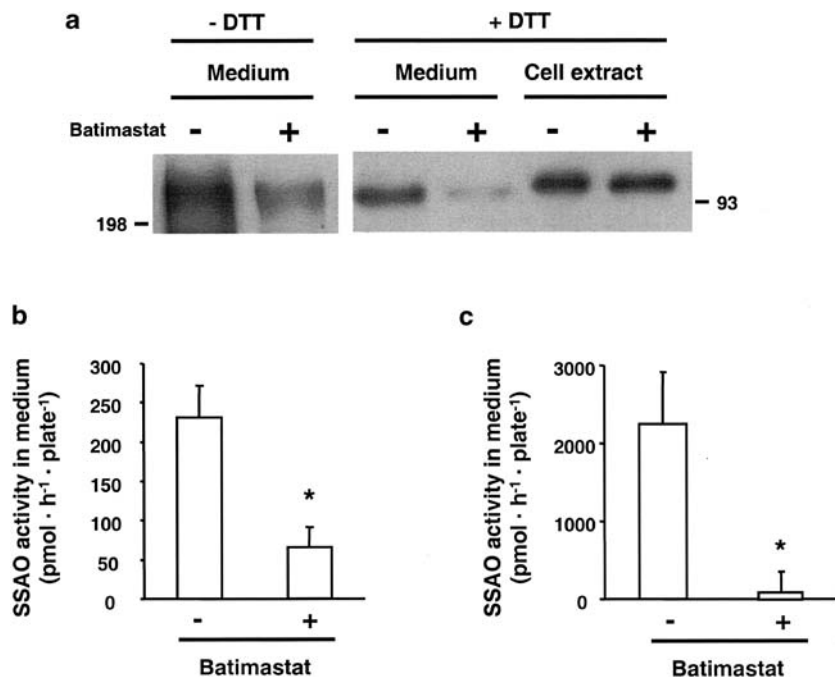 a
- DTT
+ DTT
Medium
Medium
Cell extract
Batimastat - + - + - +
198
93
b
SSAO activity in medium
(pmol · h⁻¹ · plate⁻¹)
300
250
200
150
100
50
0
*
- +
Batimastat
c
SSAO activity in medium
(pmol · h⁻¹ · plate⁻¹)
3000
2000
1000
0
*
- +
Batimastat